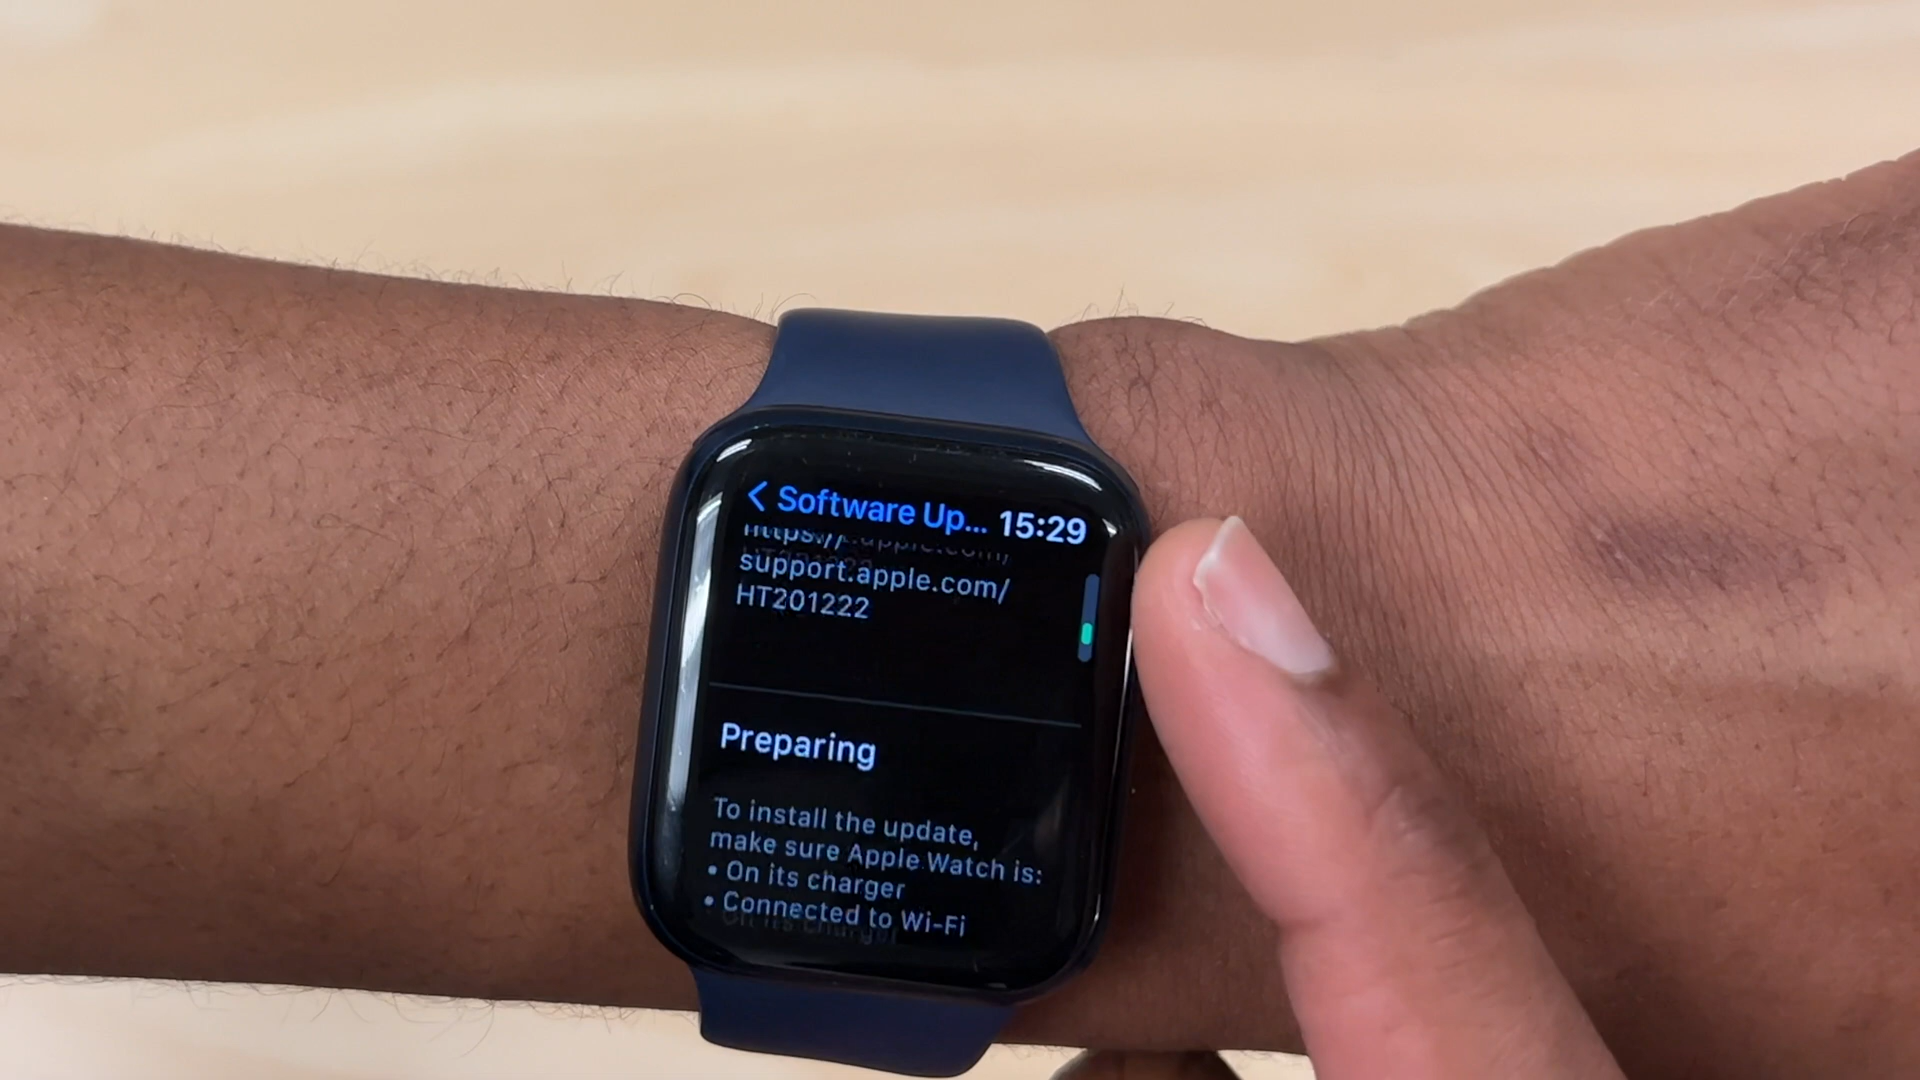 < Software Up... 15:29
https://
support.apple.com/
HT201222
Preparing
To install the update,
make sure Apple Watch is:
• On its charger
• Connected to Wi-Fi